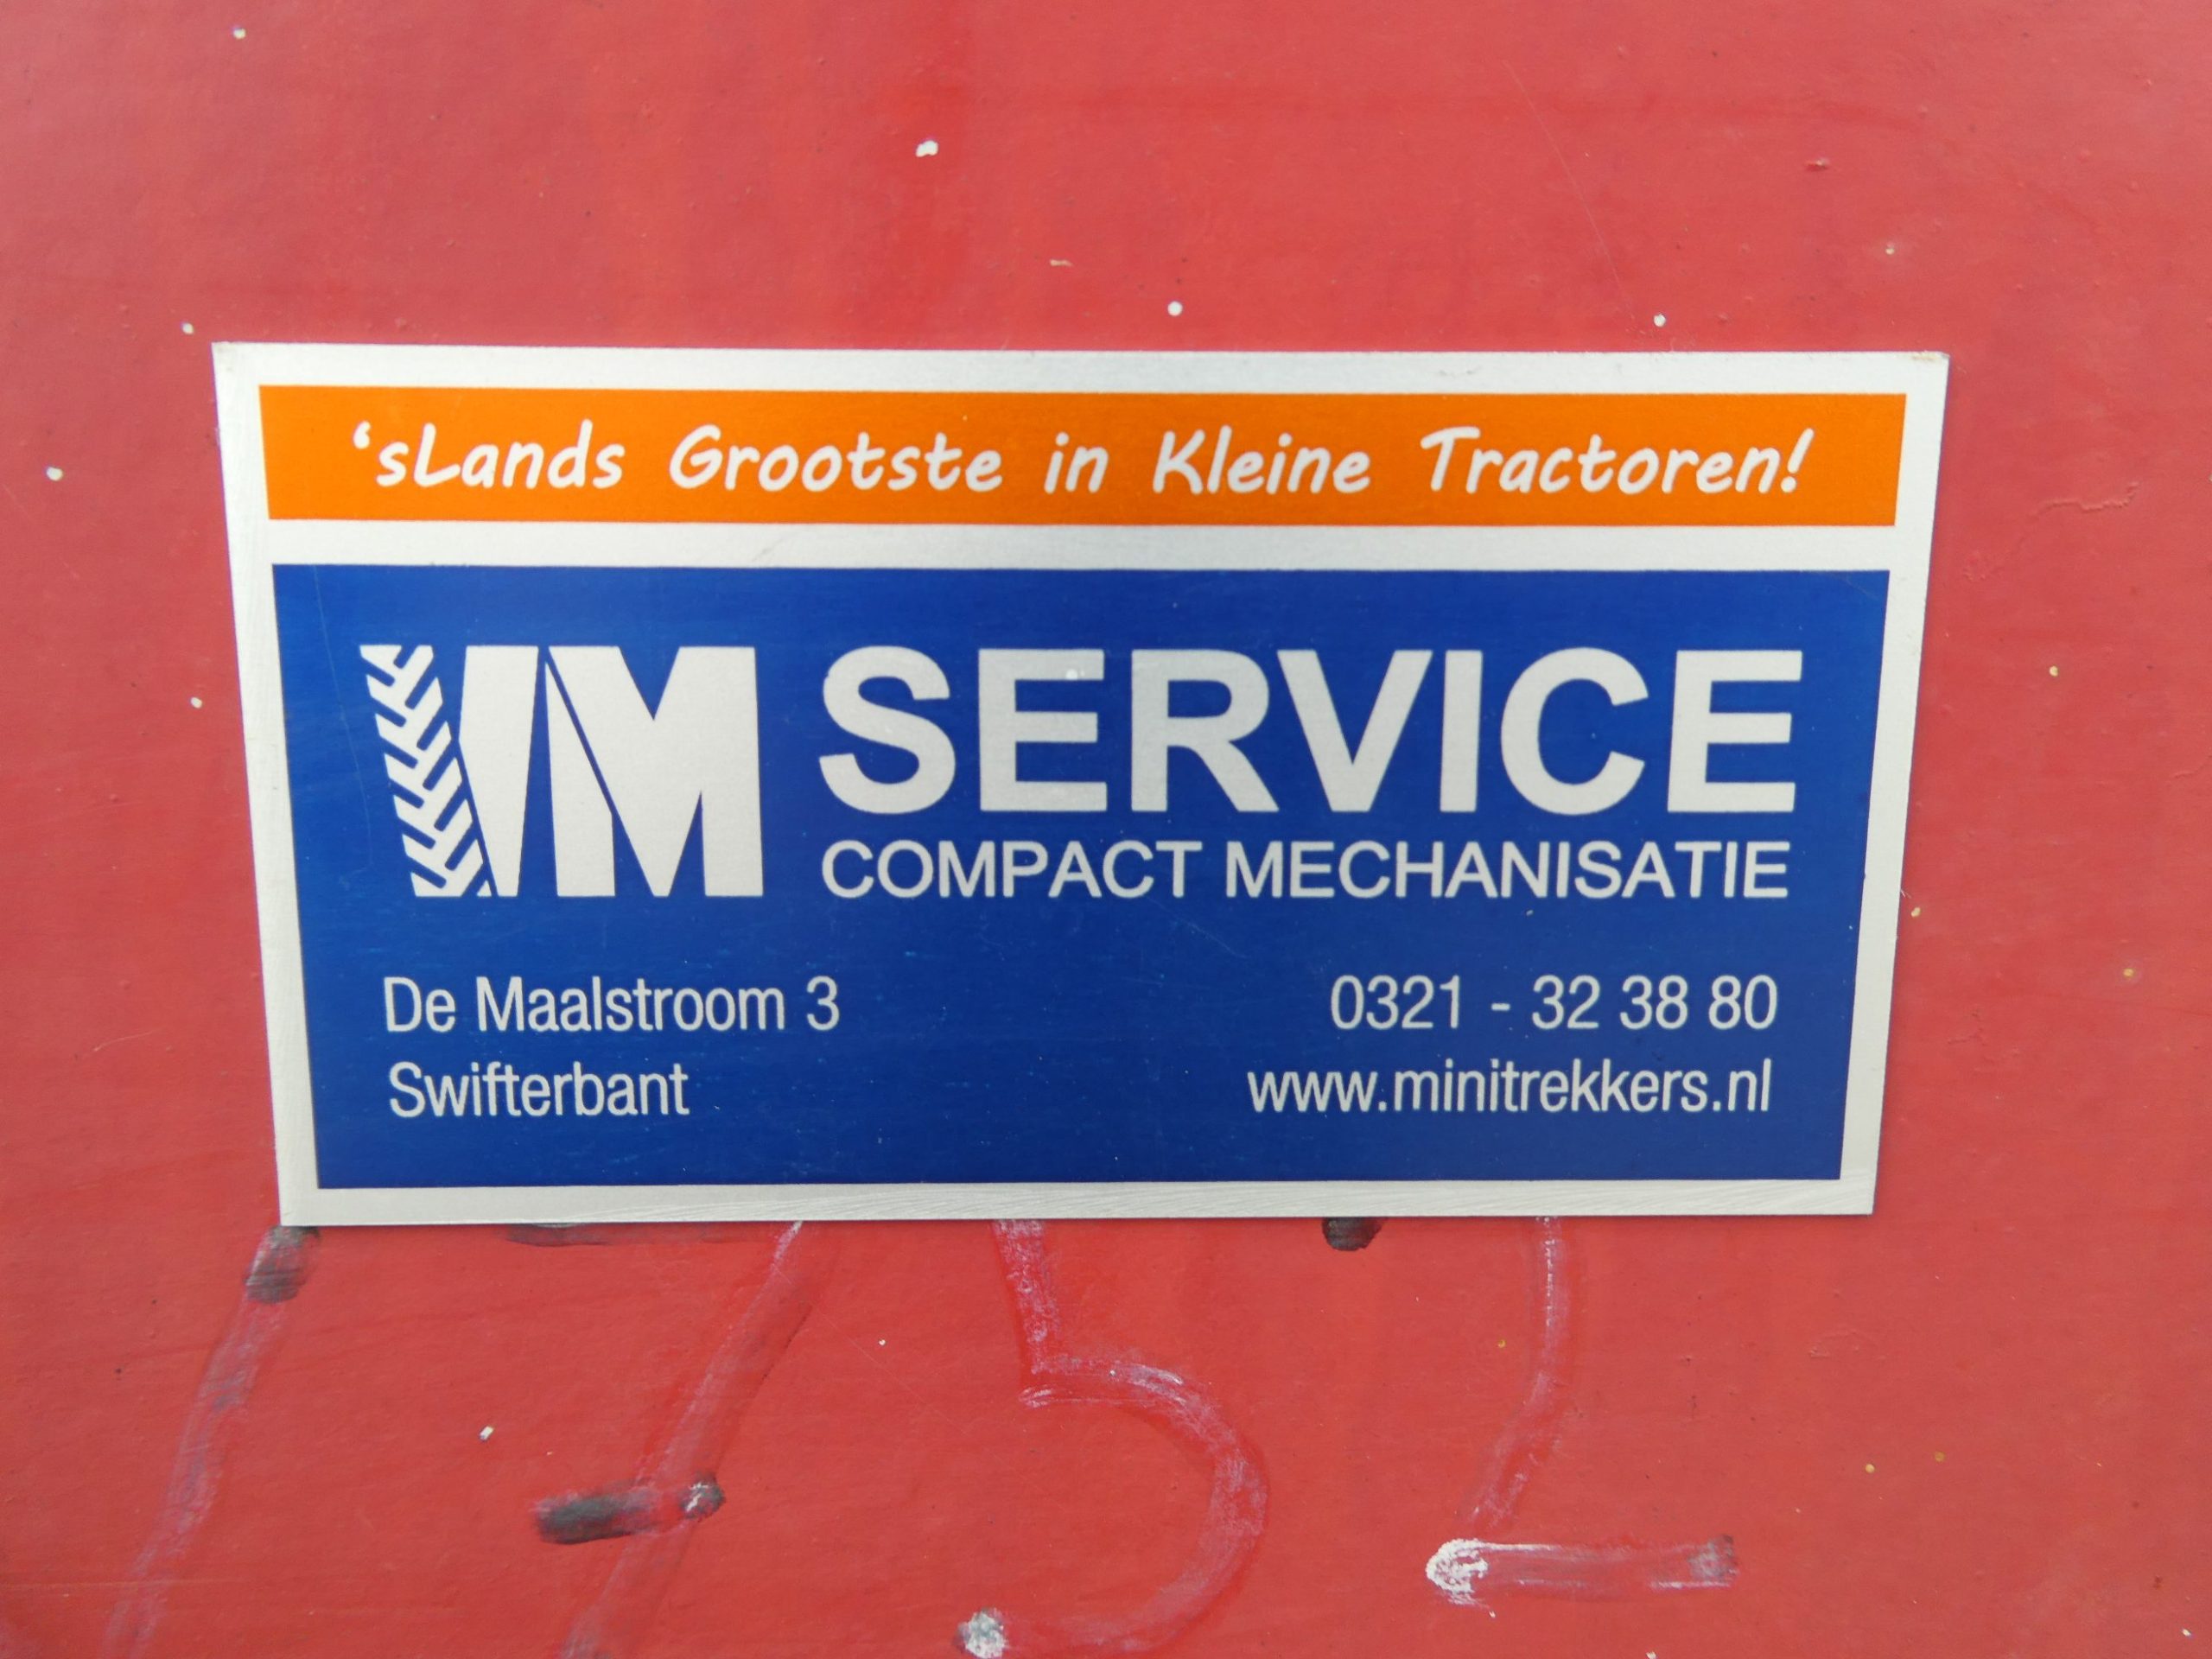 ‘sLands Grootste in Kleine Tractoren!
VM SERVICE
COMPACT MECHANISATIE
De Maalstroom 3
0321 - 32 38 80
Swifterbant
www.minitrekkers.nl